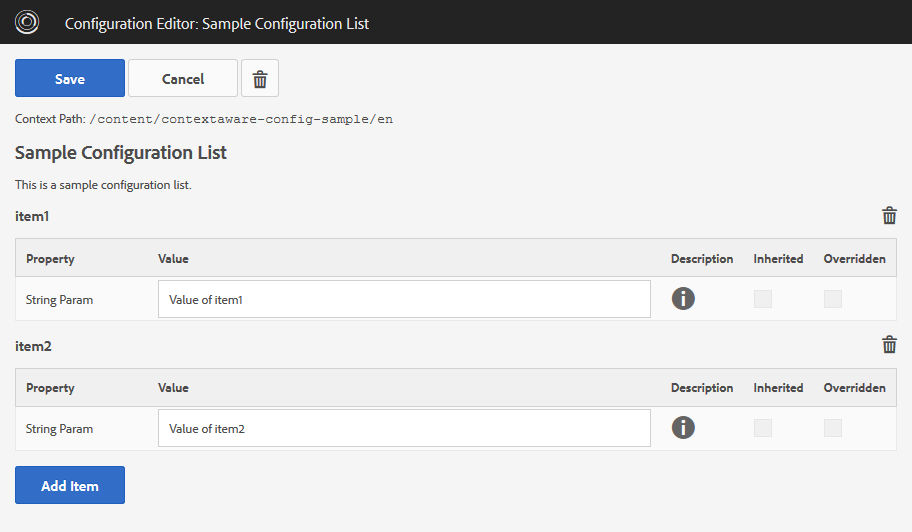 Configuration Editor: Sample Configuration List
Save Cancel
Context Path: /content/contextaware-config-sample/en
Sample Configuration List
This is a sample configuration list.
item1
Property Value Description Inherited Overridden
String Param Value of item1
item2
Property Value Description Inherited Overridden
String Param Value of item2
Add Item